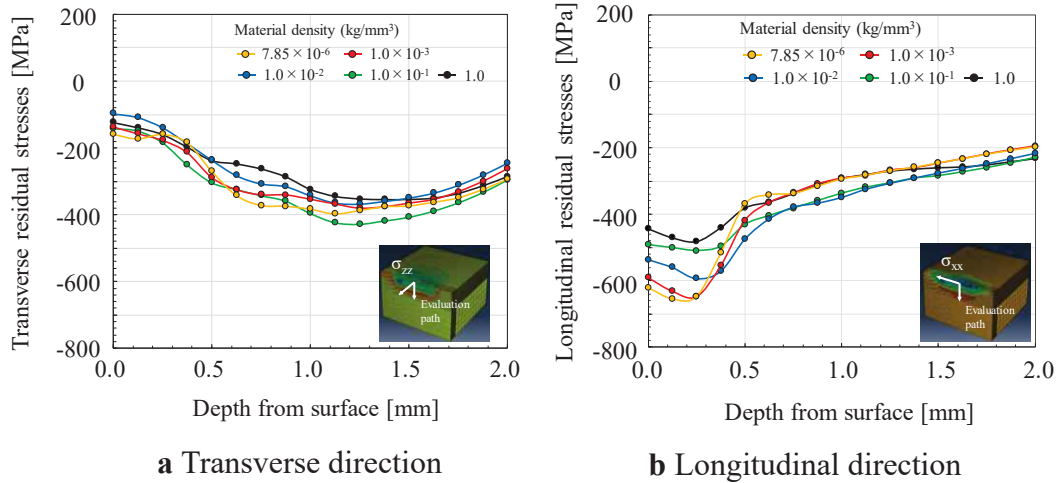 Transverse residual stresses [MPa]
200
0
-200
-400
-600
-800
Material density (kg/mm³)
7.85×10⁻⁶
1.0×10⁻³
1.0×10⁻²
1.0×10⁻¹
1.0
σzz
Evaluation
path
0.0
0.5
1.0
1.5
2.0
Depth from surface [mm]
a Transverse direction
Longitudinal residual stresses [MPa]
200
0
-200
-400
-600
-800
Material density (kg/mm³)
7.85×10⁻⁶
1.0×10⁻³
1.0×10⁻²
1.0×10⁻¹
1.0
σxx
Evaluation
path
0.0
0.5
1.0
1.5
2.0
Depth from surface [mm]
b Longitudinal direction